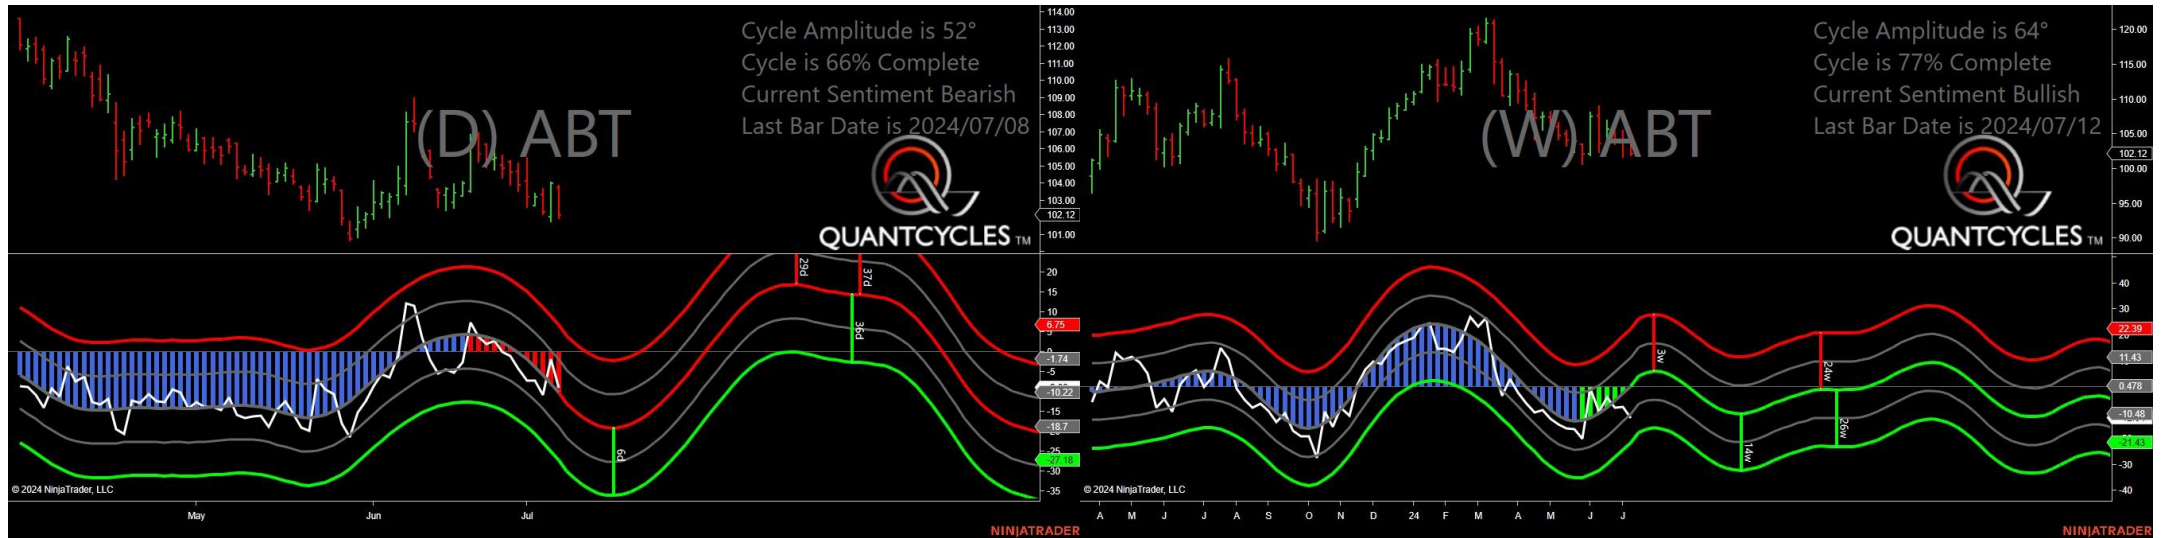 Cycle Amplitude is 52°
Cycle is 66% Complete
Current Sentiment Bearish
Last Bar Date is 2024/07/08
(D) ABT
QUANTCYCLES TM
114.00
113.00
112.00
111.00
110.00
109.00
108.00
107.00
106.00
105.00
104.00
103.00
102.12
101.00
29d
37d
36d
6d
20
15
10
6.75
5
0
-1.74
-5
-10.22
-15
-18.7
-27.18
-30
-35
© 2024 NinjaTrader, LLC
May Jun Jul
NINJATRADER
Cycle Amplitude is 64°
Cycle is 77% Complete
Current Sentiment Bullish
Last Bar Date is 2024/07/12
(W) ABT
QUANTCYCLES TM
120.00
115.00
110.00
105.00
102.12
100.00
95.00
90.00
3w
24w
14w
26w
40
30
22.39
20
11.43
0.478
-10.48
-21.43
-30
-40
© 2024 NinjaTrader, LLC
A M J J A S O N D 24 F M A M J J
NINJATRADER